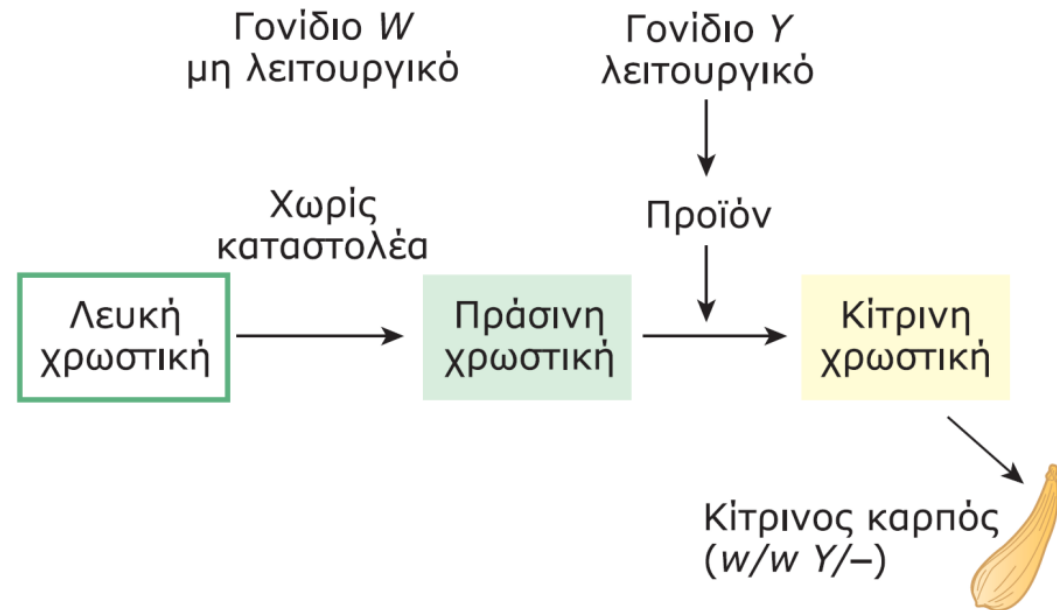 Γονίδιο W
μη λειτουργικό
Γονίδιο Y
λειτουργικό
Χωρίς
καταστολέα
Προϊόν
Λευκή
χρωστική
Πράσινη
χρωστική
Κίτρινη
χρωστική
Κίτρινος καρπός
(w/w Y/–)